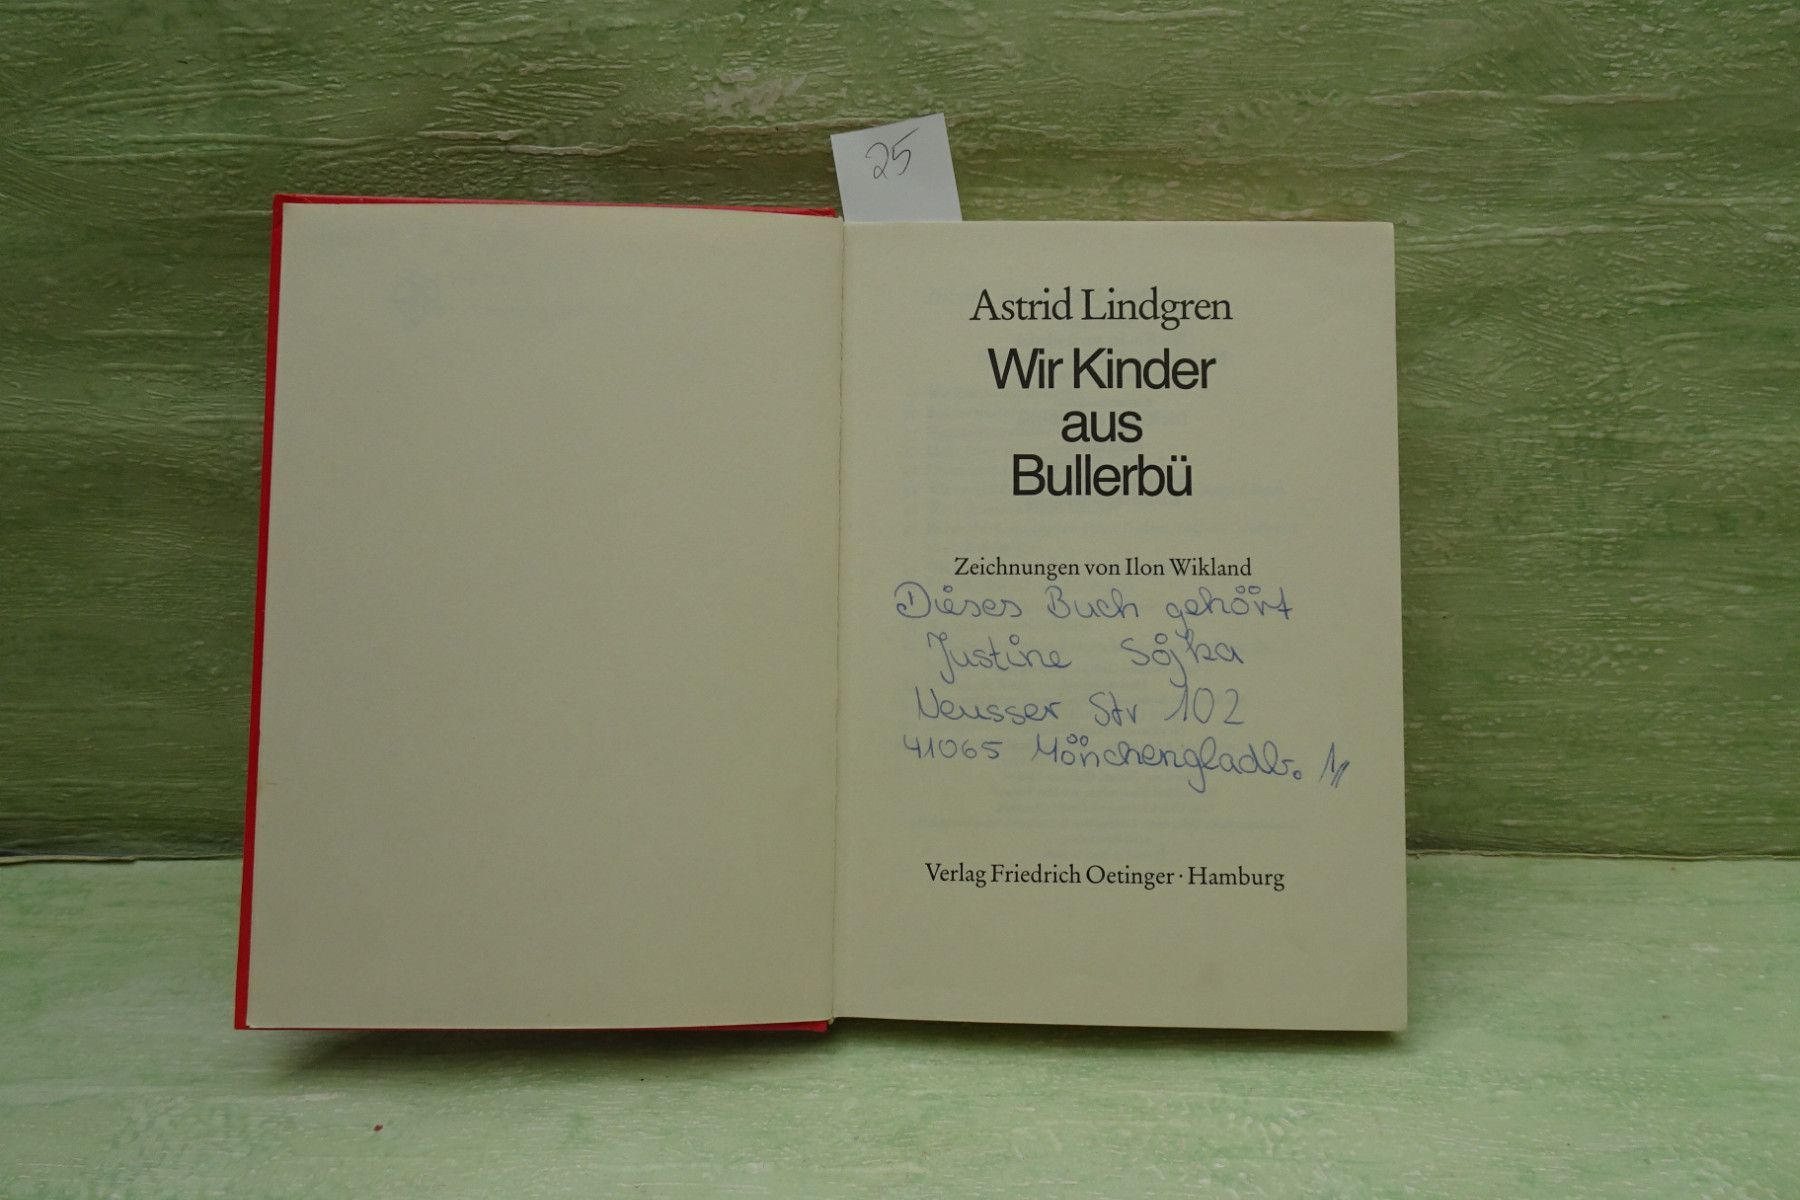 25
Astrid Lindgren
Wir Kinder
aus
Bullerbü
Zeichnungen von Ilon Wikland
Dieses Buch gehört
Justine Sojka
Neusser Str 102
41065 Mönchengladb. 1
Verlag Friedrich Oetinger · Hamburg